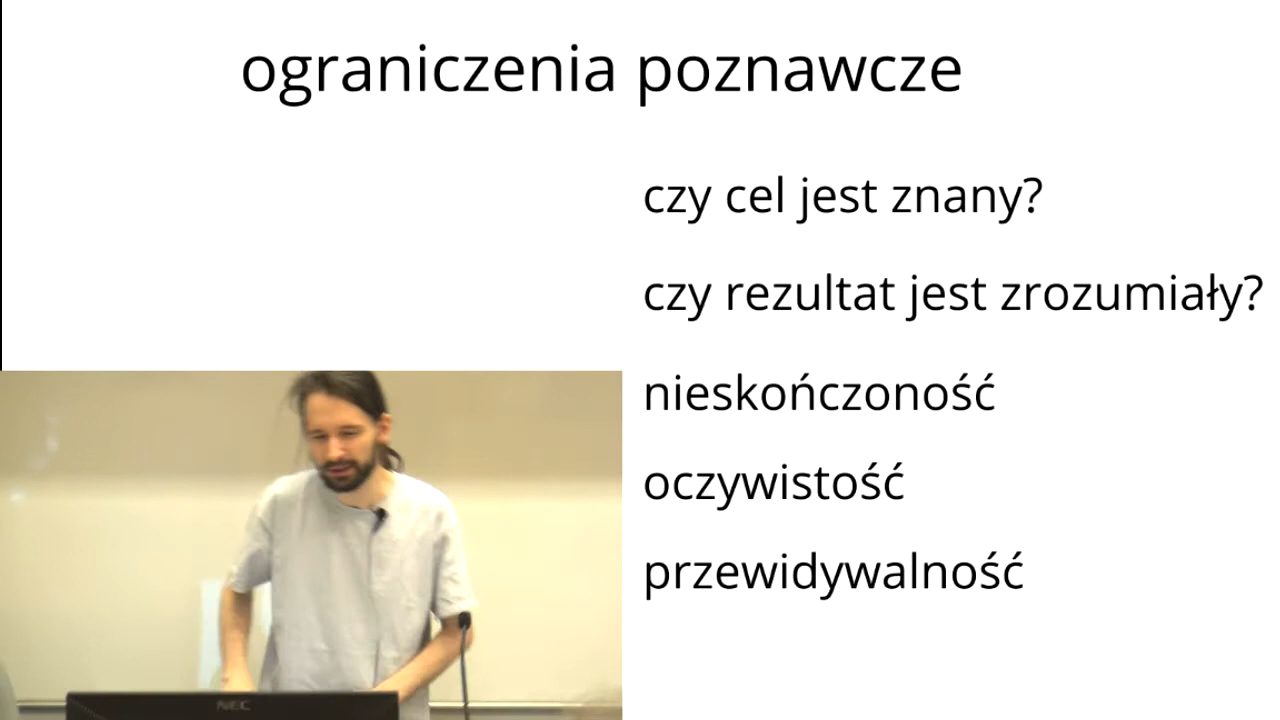 ograniczenia poznawcze
czy cel jest znany?
czy rezultat jest zrozumiały?
nieskończoność
oczywistość
przewidywalność
NEC